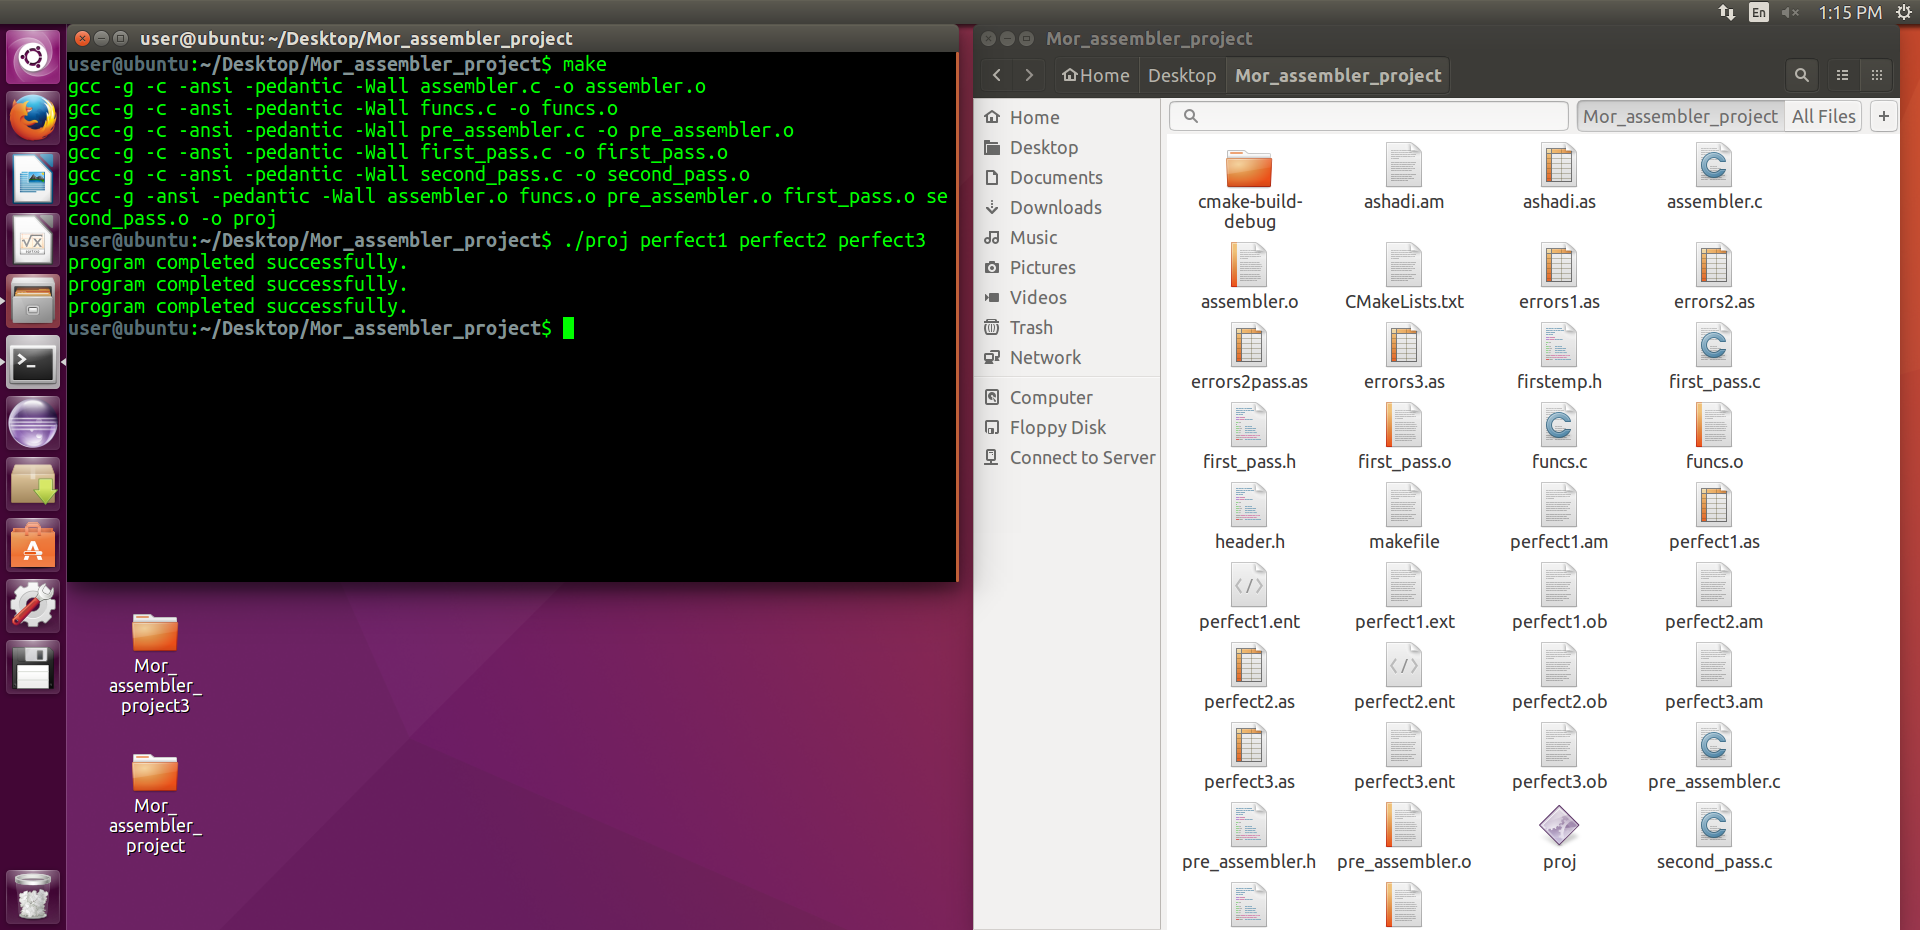 En
1:15 PM
user@ubuntu: ~/Desktop/Mor_assembler_project
user@ubuntu:~/Desktop/Mor_assembler_project$ make
gcc -g -c -ansi -pedantic -Wall assembler.c -o assembler.o
gcc -g -c -ansi -pedantic -Wall funcs.c -o funcs.o
gcc -g -c -ansi -pedantic -Wall pre_assembler.c -o pre_assembler.o
gcc -g -c -ansi -pedantic -Wall first_pass.c -o first_pass.o
gcc -g -c -ansi -pedantic -Wall second_pass.c -o second_pass.o
gcc -g -ansi -pedantic -Wall assembler.o funcs.o pre_assembler.o first_pass.o se
cond_pass.o -o proj
user@ubuntu:~/Desktop/Mor_assembler_project$ ./proj perfect1 perfect2 perfect3
program completed successfully.
program completed successfully.
program completed successfully.
user@ubuntu:~/Desktop/Mor_assembler_project$
Mor_
assembler_
project3
Mor_
assembler_
project
Mor_assembler_project
Home Desktop Mor_assembler_project
Home
Desktop
Documents
Downloads
Music
Pictures
Videos
Trash
Network
Computer
Floppy Disk
Connect to Server
Mor_assembler_project All Files +
cmake-build-
debug
ashadi.am
ashadi.as
assembler.c
assembler.o
CMakeLists.txt
errors1.as
errors2.as
errors2pass.as
errors3.as
firstemp.h
first_pass.c
first_pass.h
first_pass.o
funcs.c
funcs.o
header.h
makefile
perfect1.am
perfect1.as
perfect1.ent
perfect1.ext
perfect1.ob
perfect2.am
perfect2.as
perfect2.ent
perfect2.ob
perfect3.am
perfect3.as
perfect3.ent
perfect3.ob
pre_assembler.c
pre_assembler.h
pre_assembler.o
proj
second_pass.c